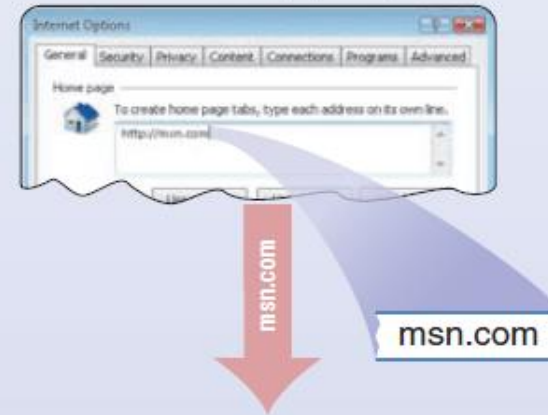 Internet Options
General Security Privacy Content Connections Programs Advanced
Home page
To create home page tabs, type each address on its own line.
http://msn.com
msn.com
msn.com